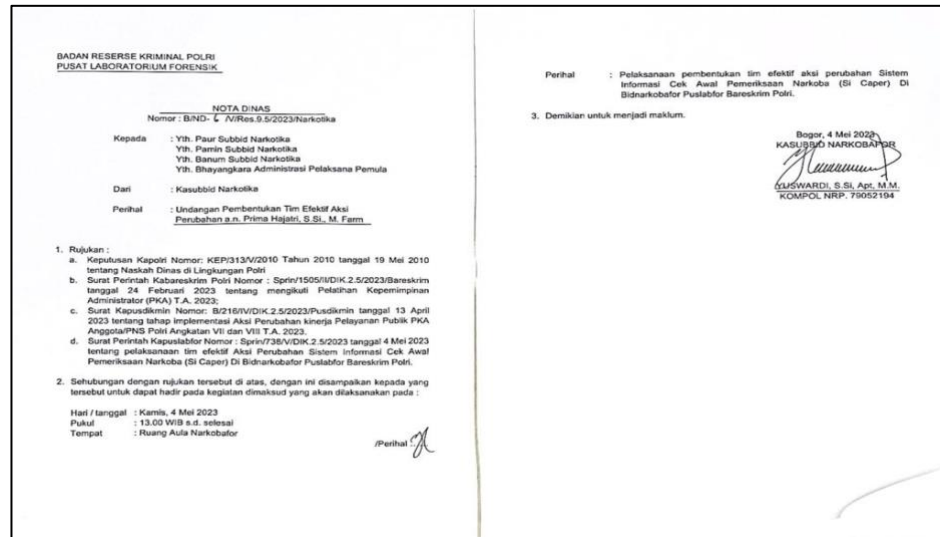 BADAN RESERSE KRIMINAL POLRI
PUSAT LABORATORIUM FORENSIK
NOTA DINAS
Nomor : B/ND- 6 /V/Res.9.5/2023/Narkotika
Kepada : Yth. Paur Subbid Narkotika
Yth. Pamin Subbid Narkotika
Yth. Banum Subbid Narkotika
Yth. Bhayangkara Administrasi Pelaksana Pemula
Dari : Kasubbid Narkotika
Perihal : Undangan Pembentukan Tim Efektif Aksi
Perubahan a.n. Prima Hajatri, S.Si., M. Farm
1. Rujukan :
a. Keputusan Kapolri Nomor: KEP/313/V/2010 Tahun 2010 tanggal 19 Mei 2010
tentang Naskah Dinas di Lingkungan Polri
b. Surat Perintah Kabareskrim Polri Nomor : Sprin/1505/II/DIK.2.5/2023/Bareskrim
tanggal 24 Februari 2023 tentang mengikuti Pelatihan Kepemimpinan
Administrator (PKA) T.A. 2023;
c. Surat Kapusdikmin Nomor: B/216/IV/DIK.2.5/2023/Pusdikmin tanggal 13 April
2023 tentang tahap implementasi Aksi Perubahan kinerja Pelayanan Publik PKA
Anggota/PNS Polri Angkatan VII dan VIII T.A. 2023.
d. Surat Perintah Kapuslabfor Nomor : Sprin/738/V/DIK.2.5/2023 tanggal 4 Mei 2023
tentang pelaksanaan tim efektif Aksi Perubahan Sistem Informasi Cek Awal
Pemeriksaan Narkoba (Si Caper) Di Bidnarkobafor Puslabfor Bareskrim Polri.
2. Sehubungan dengan rujukan tersebut di atas, dengan ini disampaikan kepada yang
tersebut untuk dapat hadir pada kegiatan dimaksud yang akan dilaksanakan pada :
Hari / tanggal : Kamis, 4 Mei 2023
Pukul : 13.00 WIB s.d. selesai
Tempat : Ruang Aula Narkobafor
/Perihal :
Perihal : Pelaksanaan pembentukan tim efektif aksi perubahan Sistem
Informasi Cek Awal Pemeriksaan Narkoba (Si Caper) Di
Bidnarkobafor Puslabfor Bareskrim Polri.
3. Demikian untuk menjadi maklum.
Bogor, 4 Mei 2023
KASUBBID NARKOBAFOR
YUSWARDI, S.Si, Apt, M.M.
KOMPOL NRP. 79052194